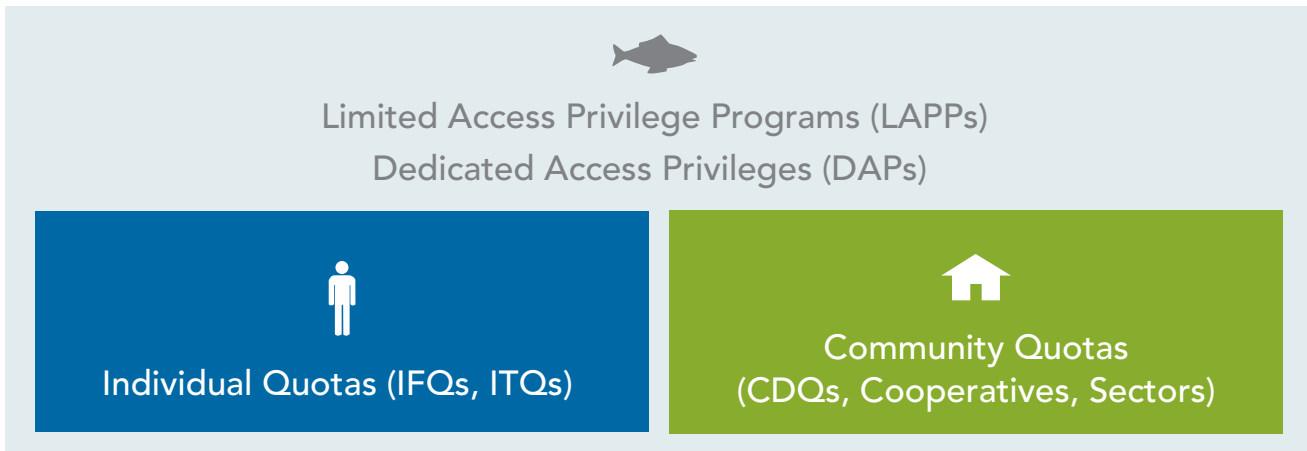 Limited Access Privilege Programs (LAPPs)
Dedicated Access Privileges (DAPs)
Individual Quotas (IFQs, ITQs)
Community Quotas
(CDQs, Cooperatives, Sectors)